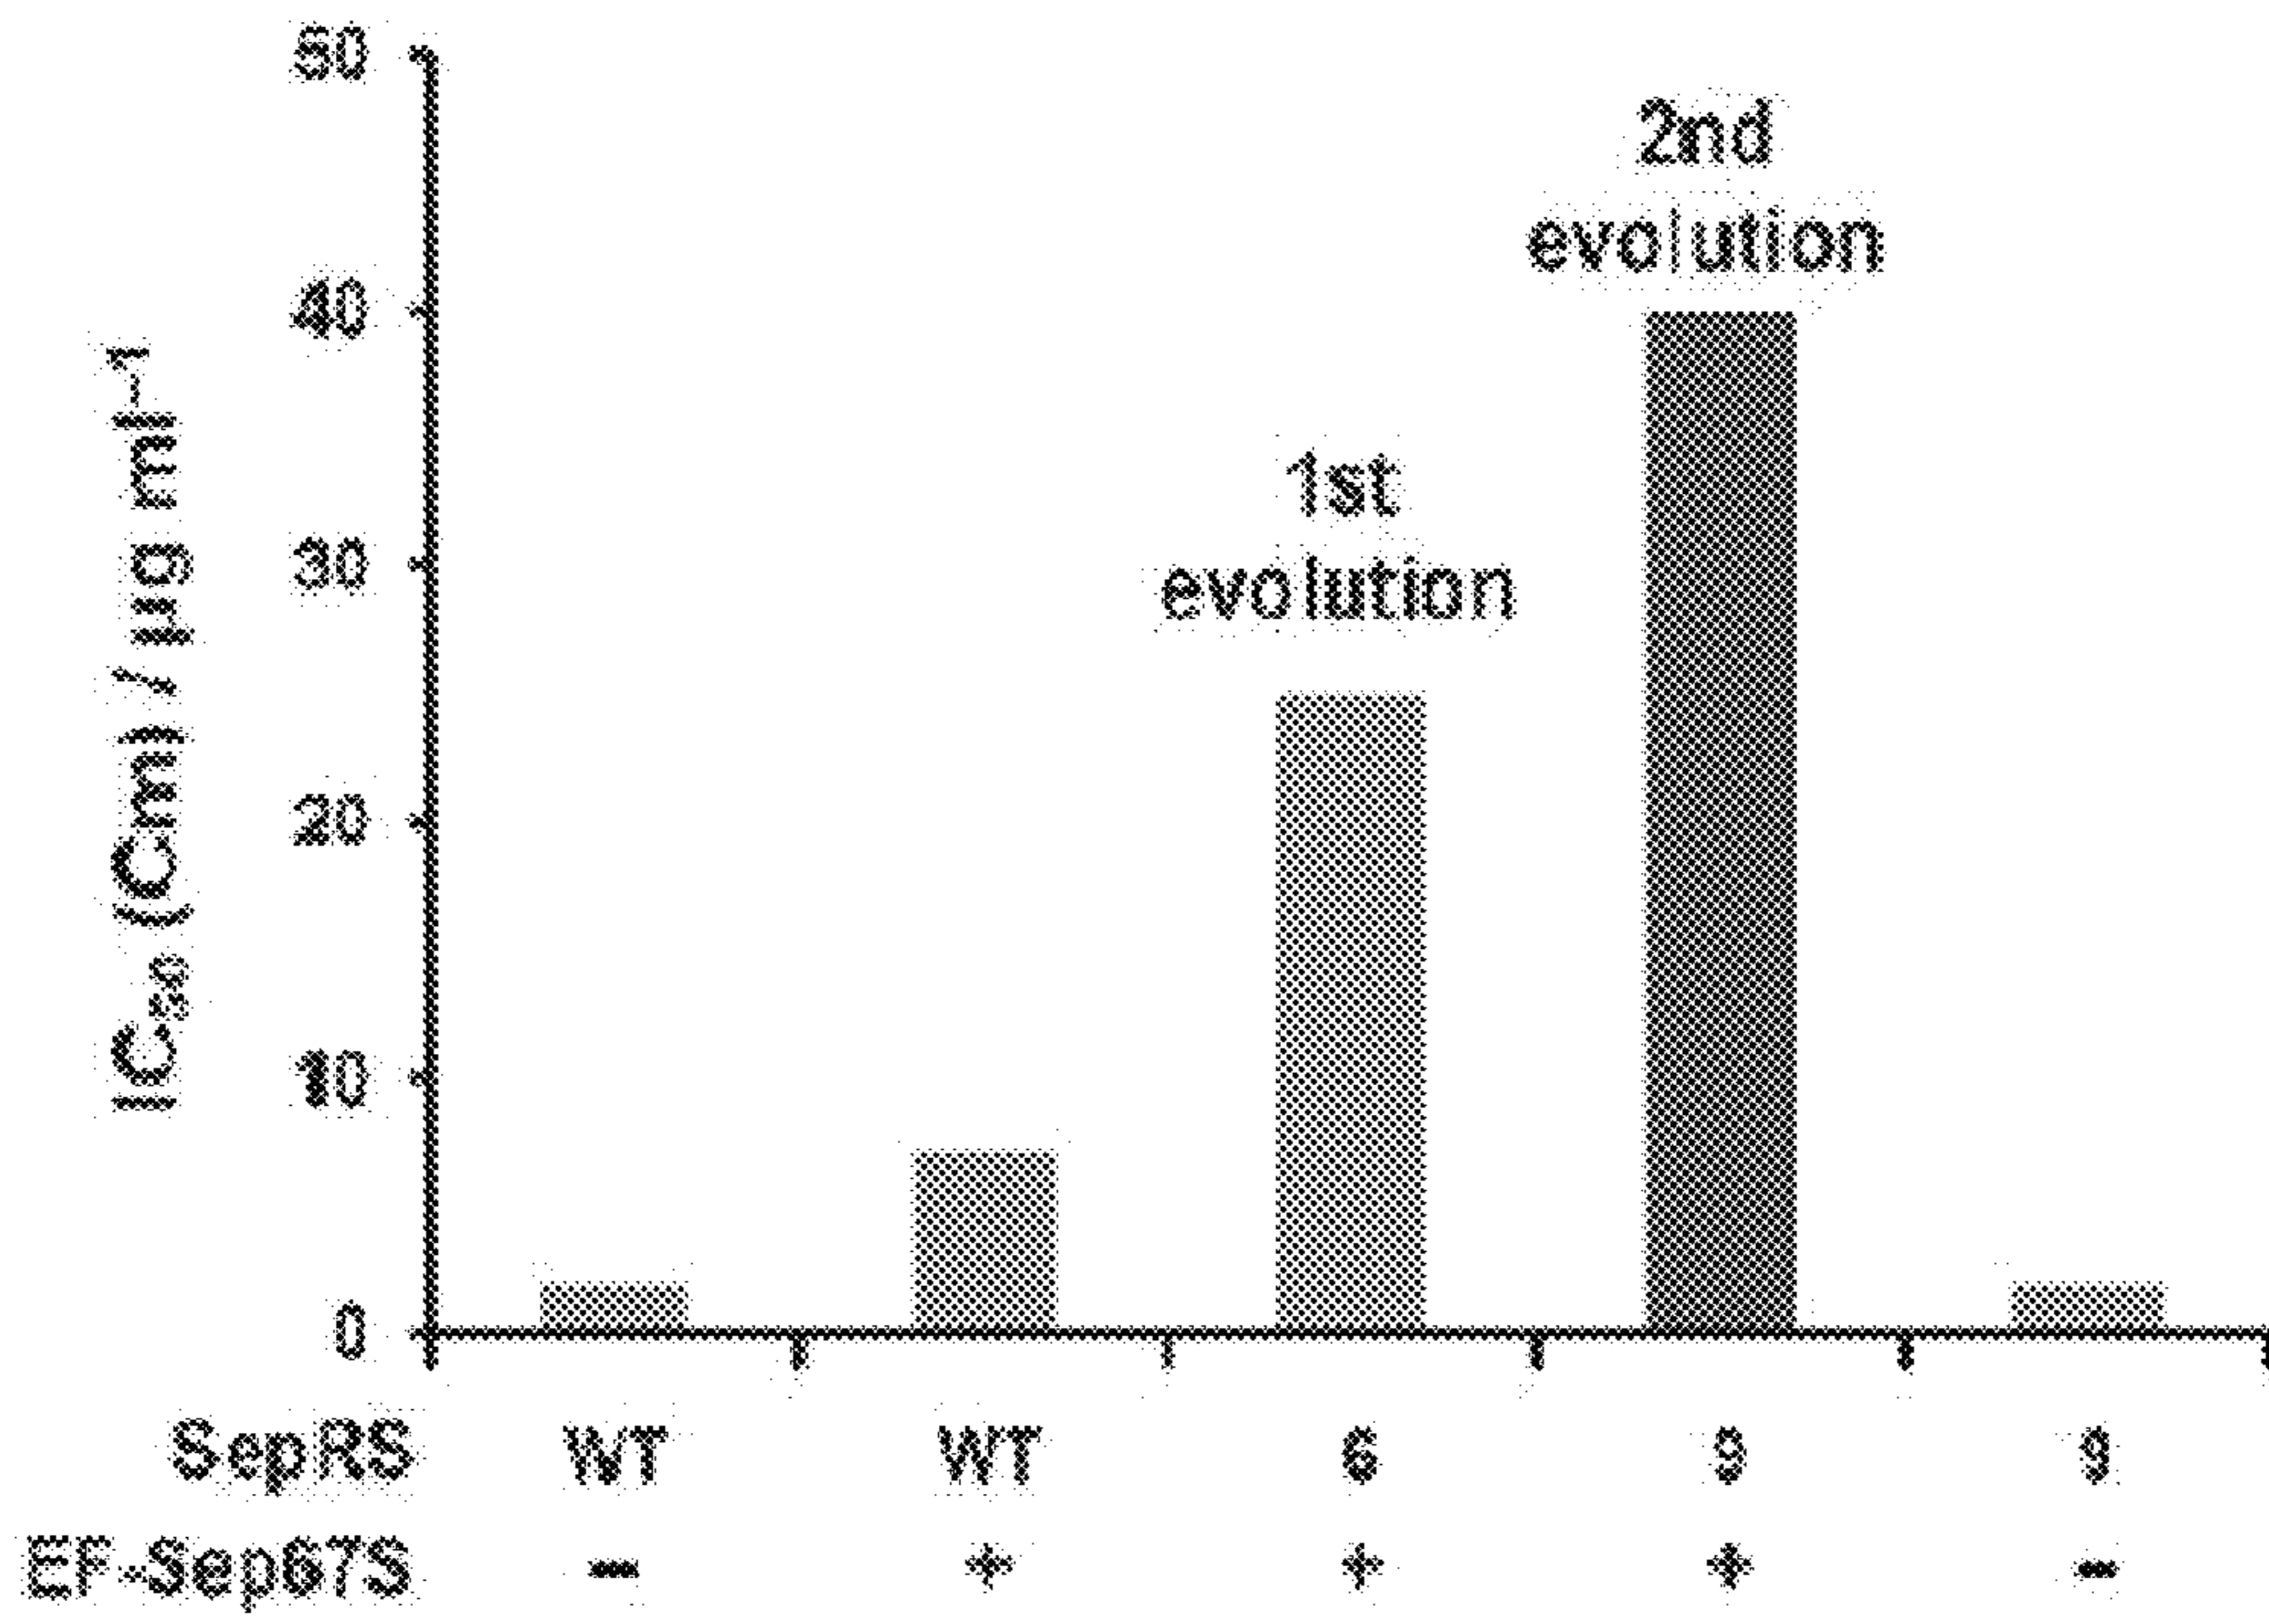 50
2nd
evolution
40
1st
evolution
30
20
10
0
IC₅₀ (Cm) / µg ml⁻¹
SepRS WT WT 6 9 9
EF-Sep67S – + + + –